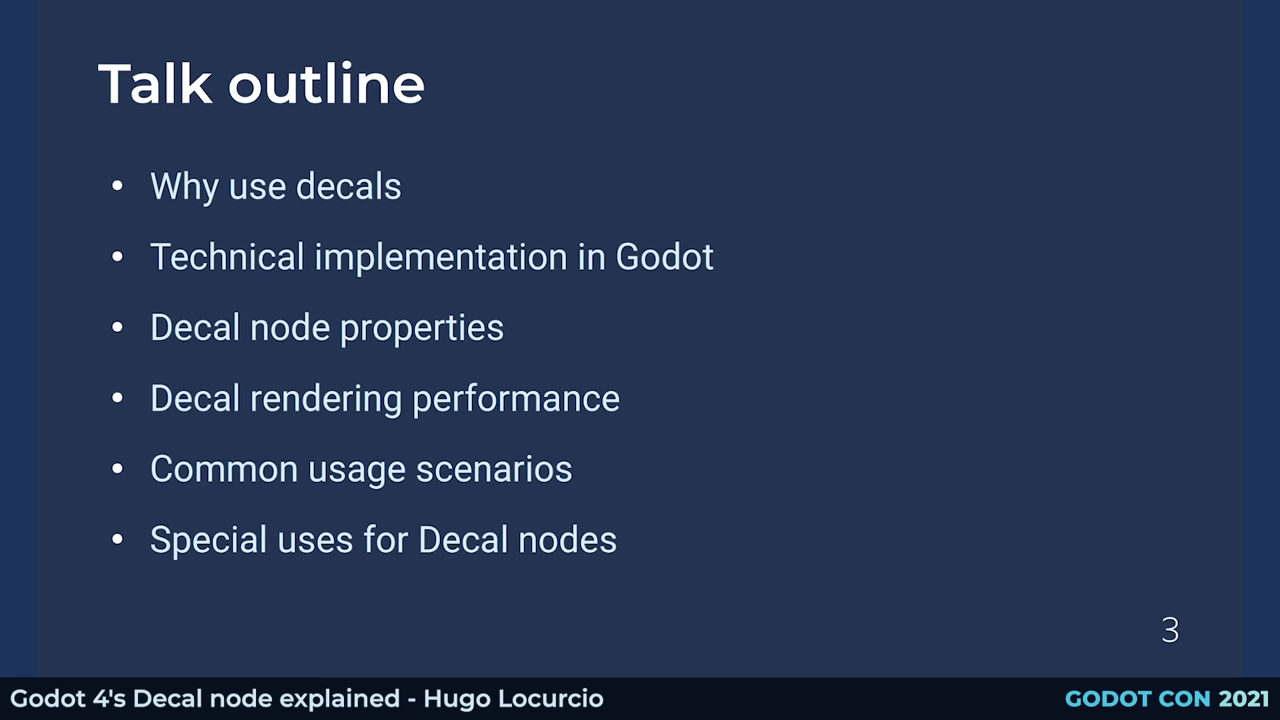 Talk outline
• Why use decals
• Technical implementation in Godot
• Decal node properties
• Decal rendering performance
• Common usage scenarios
• Special uses for Decal nodes
3
Godot 4's Decal node explained - Hugo Locurcio
GODOT CON 2021